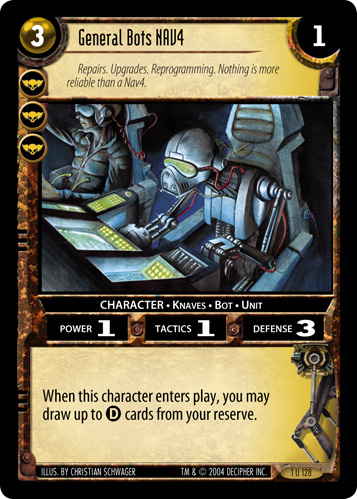 3 General Bots NAV4 1
Repairs. Upgrades. Reprogramming. Nothing is more
reliable than a Nav4.
CHARACTER • KNAVES • BOT • UNIT
POWER 1 TACTICS 1 DEFENSE 3
When this character enters play, you may
draw up to D cards from your reserve.
ILLUS. BY CHRISTIAN SCHWAGER TM & © 2004 DECIPHER INC. 1 U 128